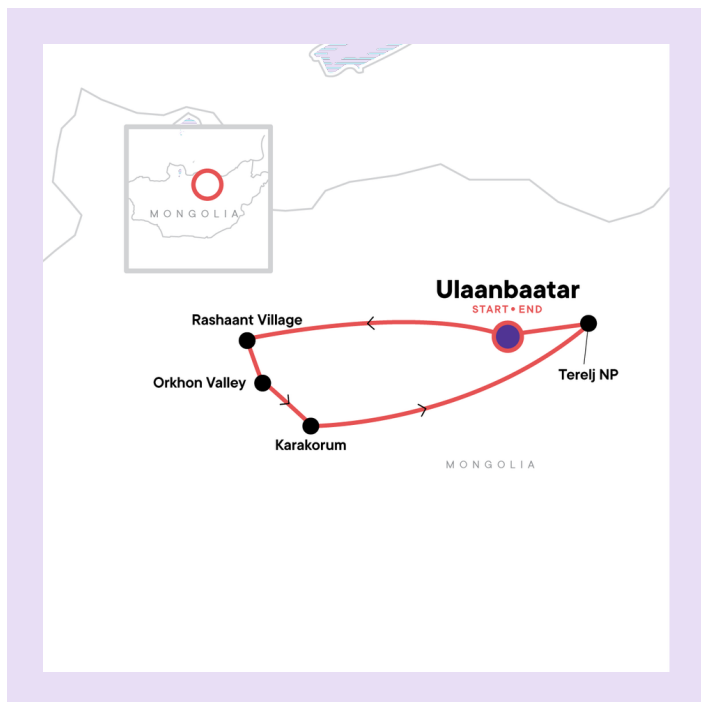 MONGOLIA
Ulaanbaatar
START • END
Rashaant Village
Orkhon Valley
Terelj NP
Karakorum
MONGOLIA